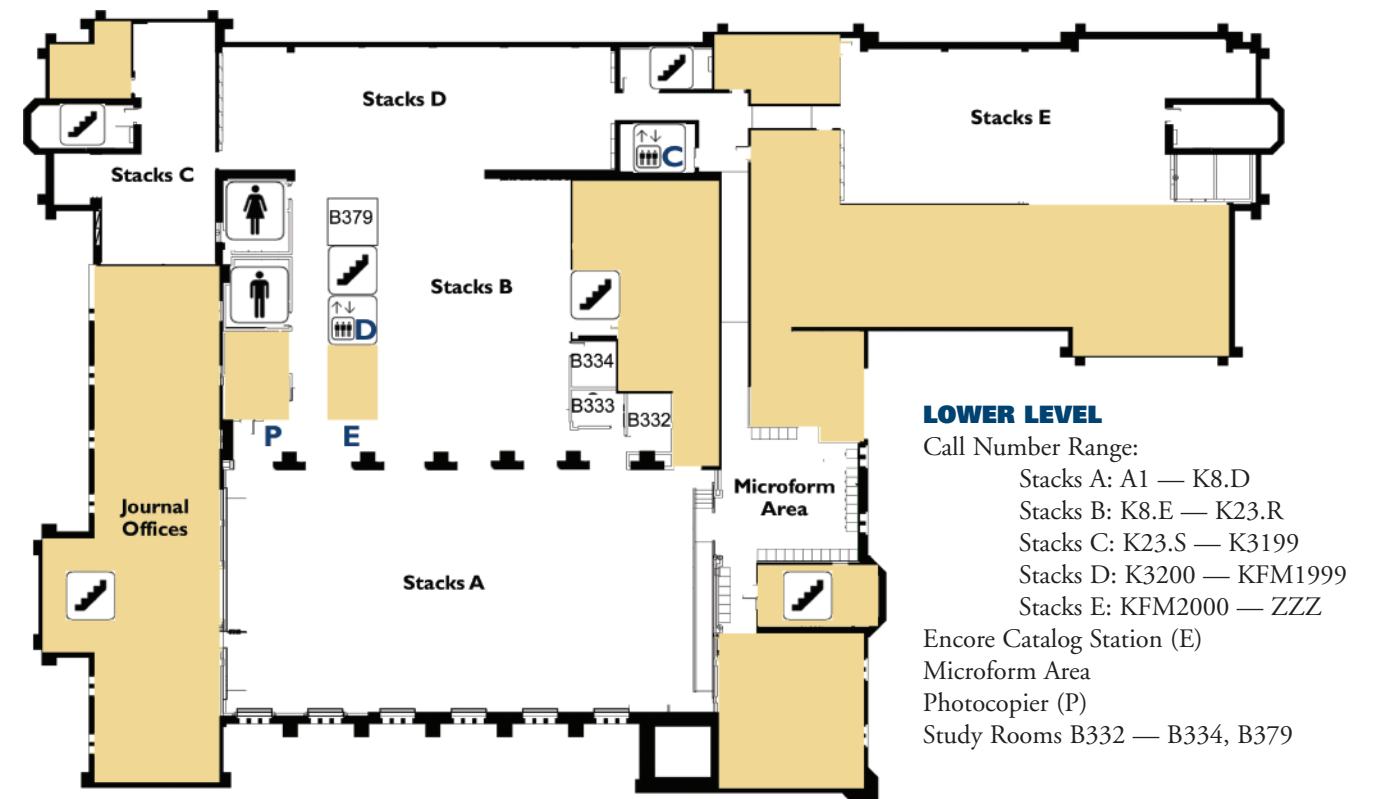 Stacks D
Stacks E
C
Stacks C
B379
Stacks B
D
B334
B333
B332
P
E
Microform
Area
Journal
Offices
Stacks A
LOWER LEVEL
Call Number Range:
Stacks A: A1 — K8.D
Stacks B: K8.E — K23.R
Stacks C: K23.S — K3199
Stacks D: K3200 — KFM1999
Stacks E: KFM2000 — ZZZ
Encore Catalog Station (E)
Microform Area
Photocopier (P)
Study Rooms B332 — B334, B379